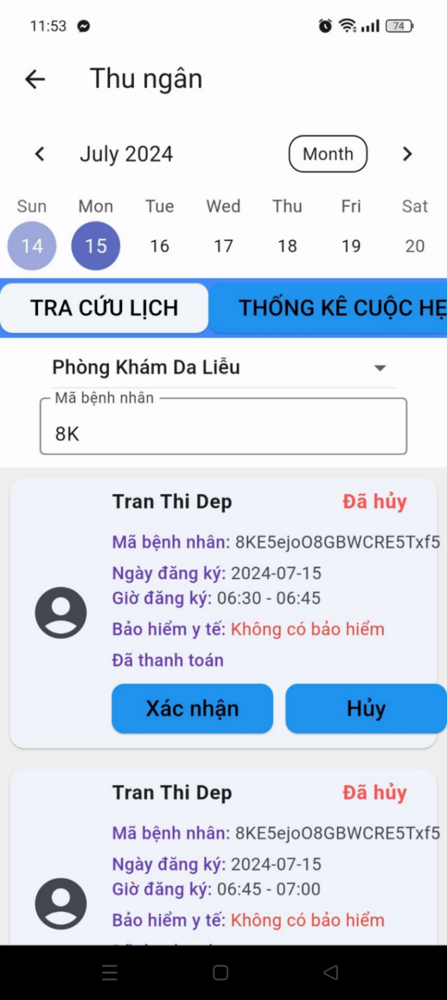 11:53
74
Thu ngân
July 2024
Month
Sun Mon Tue Wed Thu Fri Sat
14 15 16 17 18 19 20
TRA CỨU LỊCH THỐNG KÊ CUỘC HẸ
Phòng Khám Da Liễu
Mã bệnh nhân
8K
Tran Thi Dep Đã hủy
Mã bệnh nhân: 8KE5ejoO8GBWCRE5Txf5
Ngày đăng ký: 2024-07-15
Giờ đăng ký: 06:30 - 06:45
Bảo hiểm y tế: Không có bảo hiểm
Đã thanh toán
Xác nhận Hủy
Tran Thi Dep Đã hủy
Mã bệnh nhân: 8KE5ejoO8GBWCRE5Txf5
Ngày đăng ký: 2024-07-15
Giờ đăng ký: 06:45 - 07:00
Bảo hiểm y tế: Không có bảo hiểm